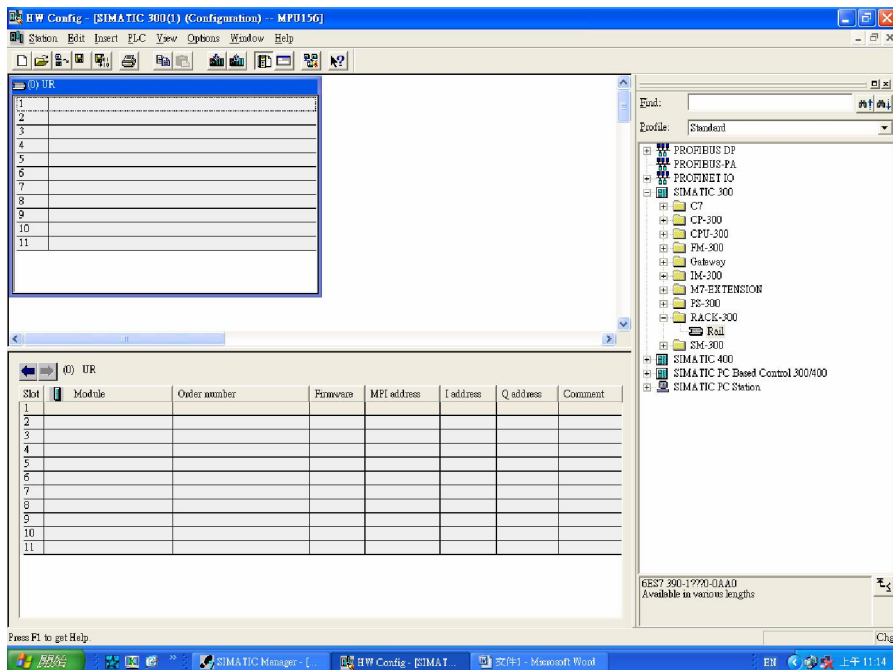 HW Config - [SIMATIC 300(1) (Configuration) -- MPU156]
Station Edit Insert PLC View Options Window Help
(0) UR
1
2
3
4
5
6
7
8
9
10
11
Find:
Profile: Standard
PROFIBUS DP
PROFIBUS-PA
PROFINET IO
SIMATIC 300
C7
CP-300
CPU-300
FM-300
Gateway
IM-300
M7-EXTENSION
PS-300
RACK-300
Rail
SM-300
SIMATIC 400
SIMATIC PC Based Control 300/400
SIMATIC PC Station
(0) UR
Slot Module Order number Firmware MPI address I address Q address Comment
1
2
3
4
5
6
7
8
9
10
11
6ES7 390-1???0-0AA0
Available in various lengths
Press F1 to get Help.
Chg
開始 SIMATIC Manager - [... HW Config - [SIMAT... 文件1 - Microsoft Word EN 上午 11:14